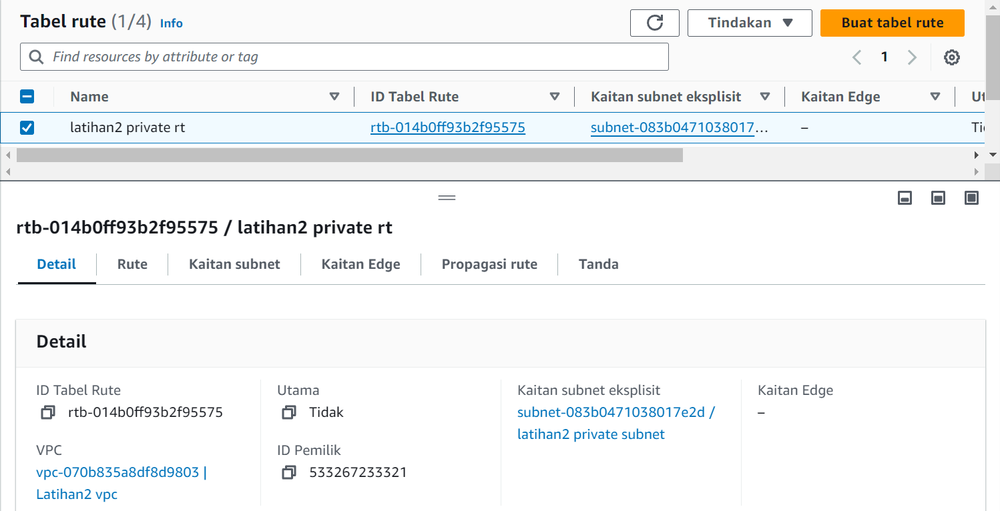 Tabel rute (1/4) Info
Tindakan
Buat tabel rute
Find resources by attribute or tag
1
Name ID Tabel Rute Kaitan subnet eksplisit Kaitan Edge
latihan2 private rt rtb-014b0ff93b2f95575 subnet-083b0471038017... –
rtb-014b0ff93b2f95575 / latihan2 private rt
Detail Rute Kaitan subnet Kaitan Edge Propagasi rute Tanda
Detail
ID Tabel Rute
rtb-014b0ff93b2f95575
VPC
vpc-070b835a8df8d9803 |
Latihan2 vpc
Utama
Tidak
ID Pemilik
533267233321
Kaitan subnet eksplisit
subnet-083b0471038017e2d /
latihan2 private subnet
Kaitan Edge
–